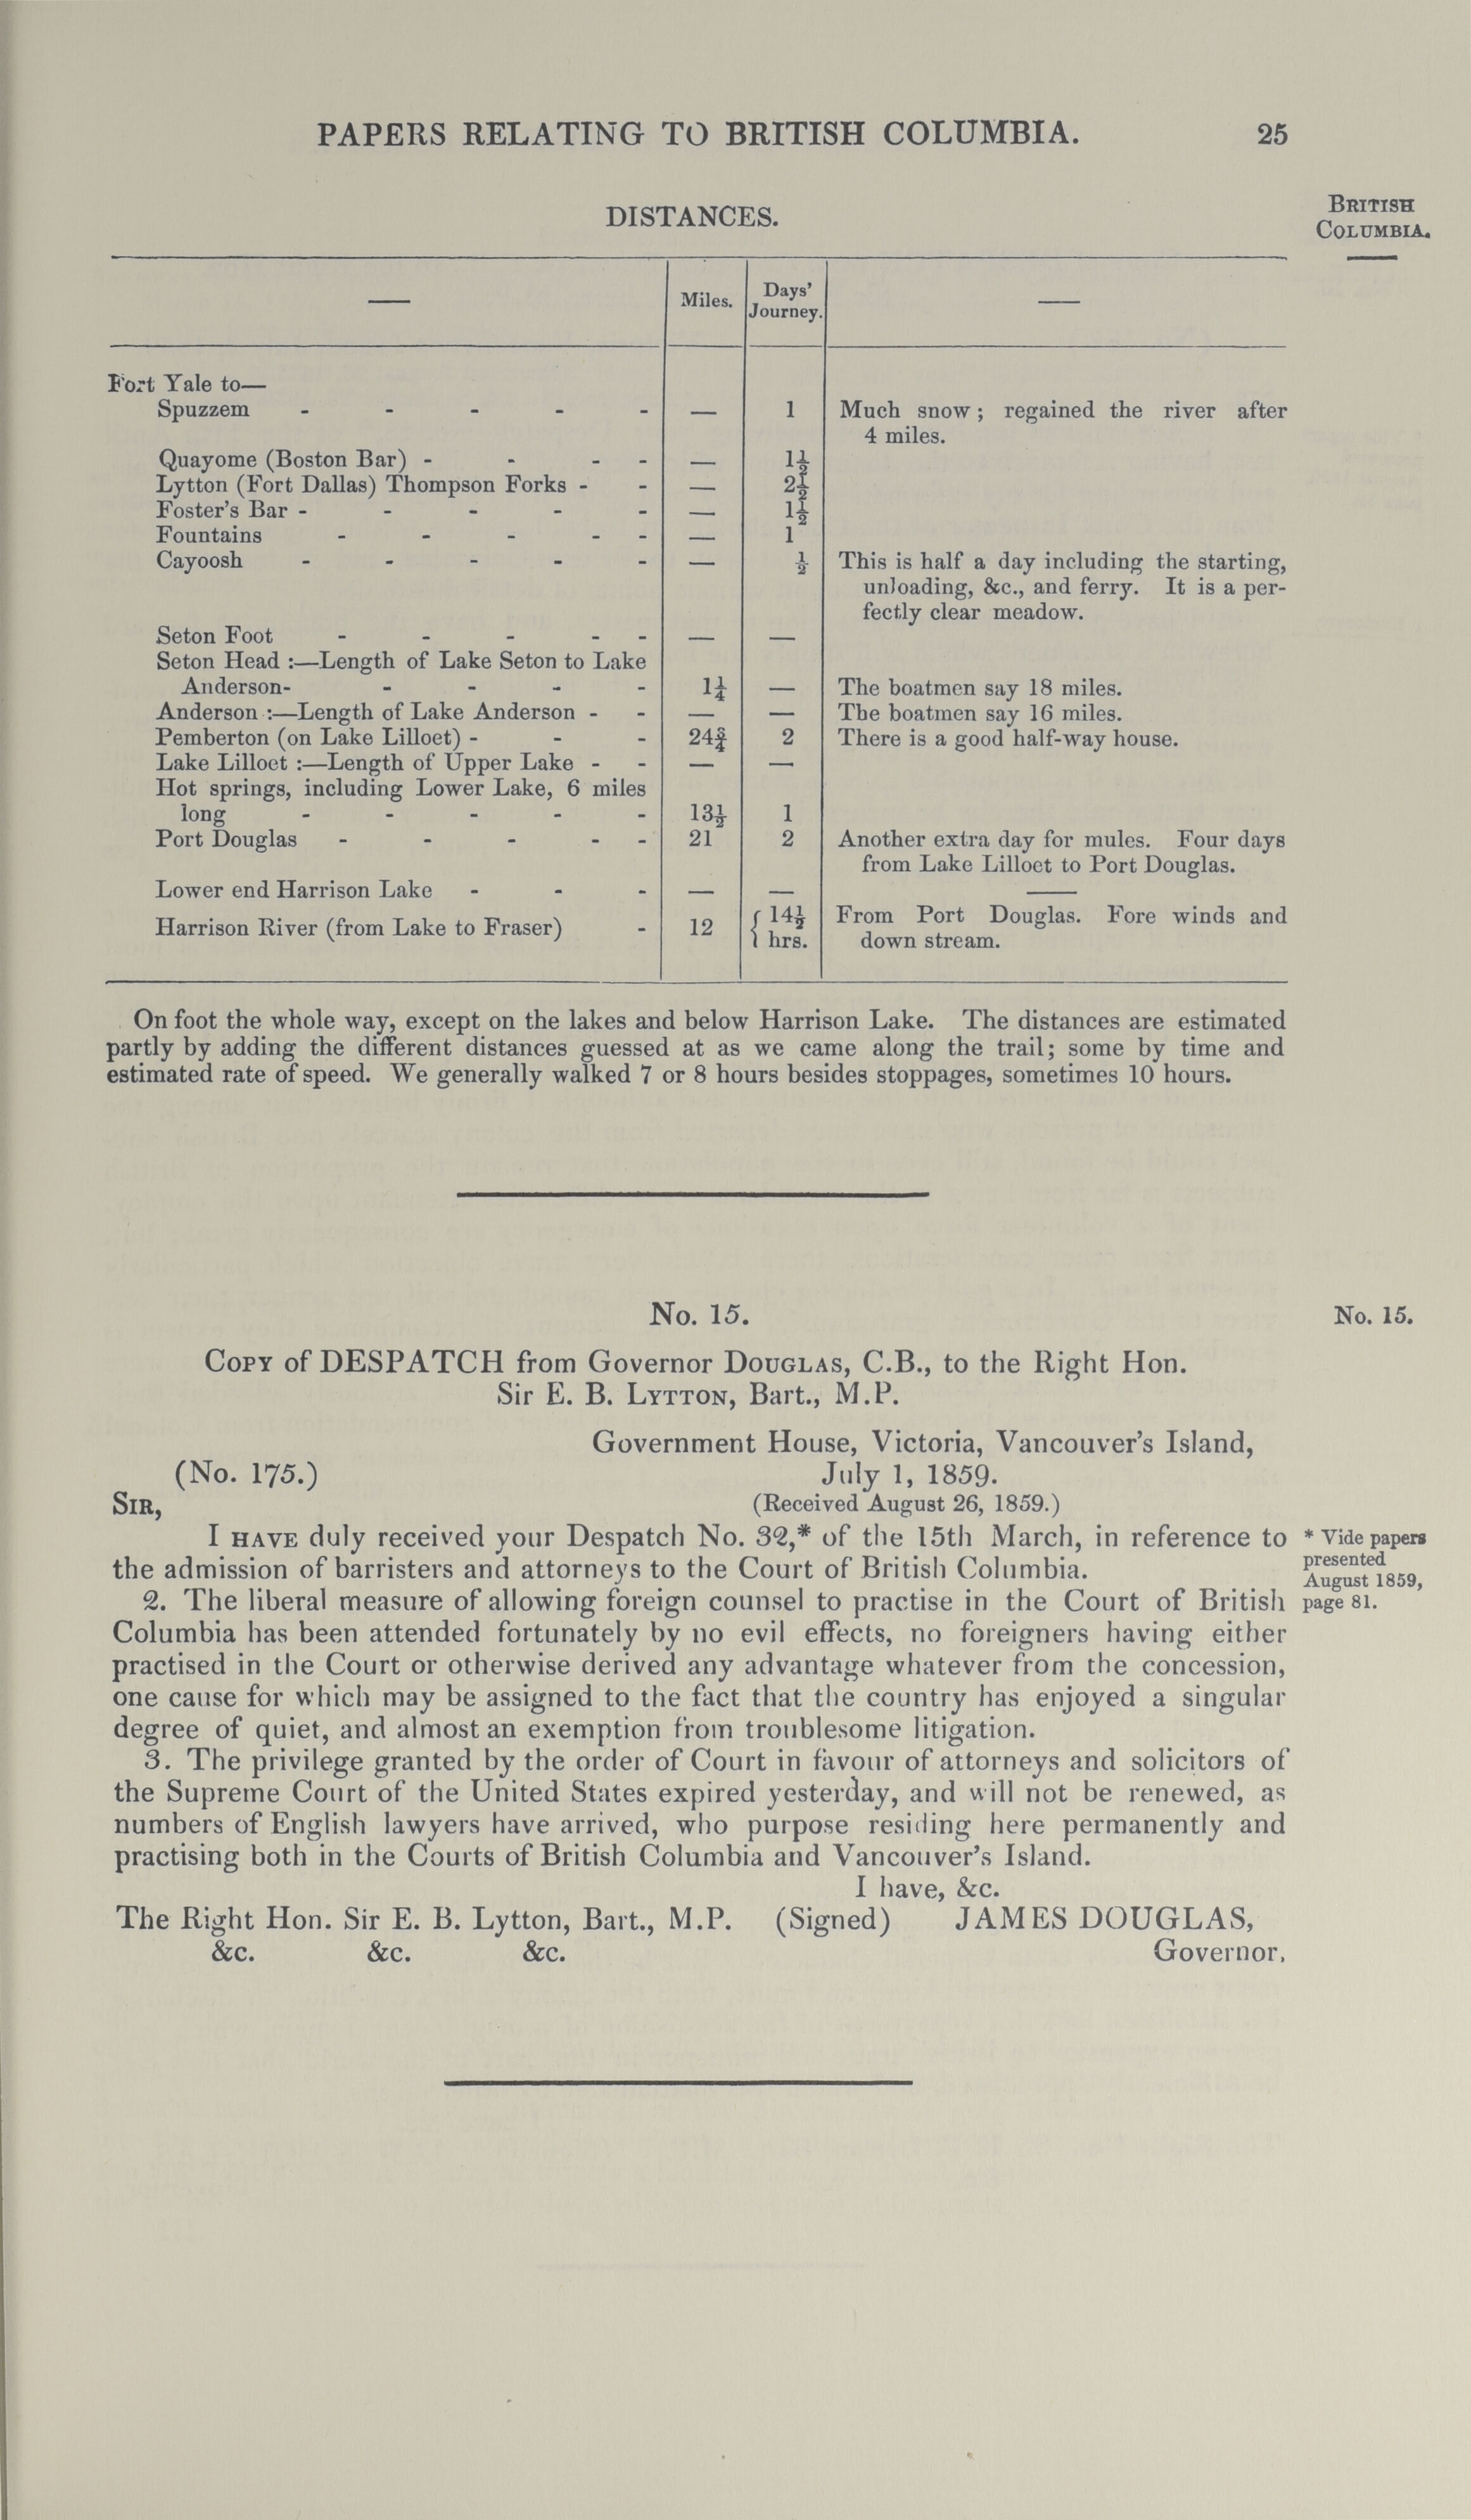 PAPERS RELATING TO BRITISH COLUMBIA. 25
BRITISH
COLUMBIA.
DISTANCES.
— Miles. Days' Journey. —
Fort Yale to—
Spuzzem - - - - - — 1 Much snow; regained the river after
4 miles.
Quayome (Boston Bar) - - - - — 1½
Lytton (Fort Dallas) Thompson Forks - - — 2½
Foster's Bar - - - - - — 1½
Fountains - - - - - — 1
Cayoosh - - - - - — ½ This is half a day including the starting,
unloading, &c., and ferry. It is a per-
fectly clear meadow.
Seton Foot - - - - - — —
Seton Head :—Length of Lake Seton to Lake
Anderson- - - - - 1¼ — The boatmen say 18 miles.
Anderson :—Length of Lake Anderson - - — — The boatmen say 16 miles.
Pemberton (on Lake Lilloet) - - - 24¾ 2 There is a good half-way house.
Lake Lilloet :—Length of Upper Lake - - — —
Hot springs, including Lower Lake, 6 miles
long - - - - - 13½ 1
Port Douglas - - - - - 21 2 Another extra day for mules. Four days
from Lake Lilloet to Port Douglas.
Lower end Harrison Lake - - - — — —
Harrison River (from Lake to Fraser) - 12 { 14½ hrs. From Port Douglas. Fore winds and
down stream.
On foot the whole way, except on the lakes and below Harrison Lake. The distances are estimated
partly by adding the different distances guessed at as we came along the trail; some by time and
estimated rate of speed. We generally walked 7 or 8 hours besides stoppages, sometimes 10 hours.
No. 15. No. 15.
COPY of DESPATCH from Governor DOUGLAS, C.B., to the Right Hon.
Sir E. B. LYTTON, Bart., M.P.
Government House, Victoria, Vancouver's Island,
(No. 175.) July 1, 1859.
SIR, (Received August 26, 1859.)
I HAVE duly received your Despatch No. 32,* of the 15th March, in reference to
the admission of barristers and attorneys to the Court of British Columbia.
* Vide papers
presented
August 1859,
page 81.
2. The liberal measure of allowing foreign counsel to practise in the Court of British
Columbia has been attended fortunately by no evil effects, no foreigners having either
practised in the Court or otherwise derived any advantage whatever from the concession,
one cause for which may be assigned to the fact that the country has enjoyed a singular
degree of quiet, and almost an exemption from troublesome litigation.
3. The privilege granted by the order of Court in favour of attorneys and solicitors of
the Supreme Court of the United States expired yesterday, and will not be renewed, as
numbers of English lawyers have arrived, who purpose residing here permanently and
practising both in the Courts of British Columbia and Vancouver's Island.
I have, &c.
The Right Hon. Sir E. B. Lytton, Bart., M.P. (Signed) JAMES DOUGLAS,
&c. &c. &c. Governor.